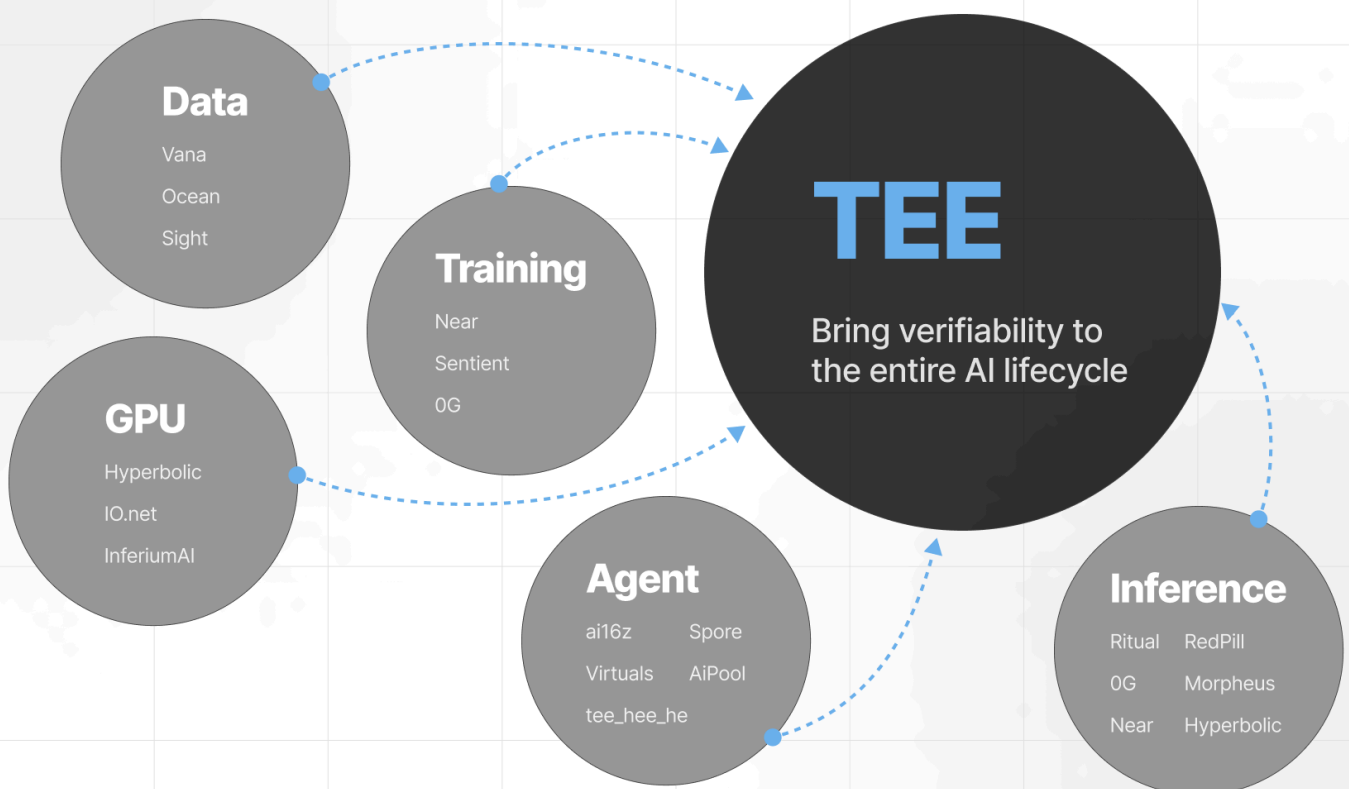 Data
Vana
Ocean
Sight
Training
Near
Sentient
0G
GPU
Hyperbolic
IO.net
InferiumAI
TEE
Bring verifiability to
the entire AI lifecycle
Agent
ai16z Spore
Virtuals AiPool
tee_hee_he
Inference
Ritual RedPill
0G Morpheus
Near Hyperbolic